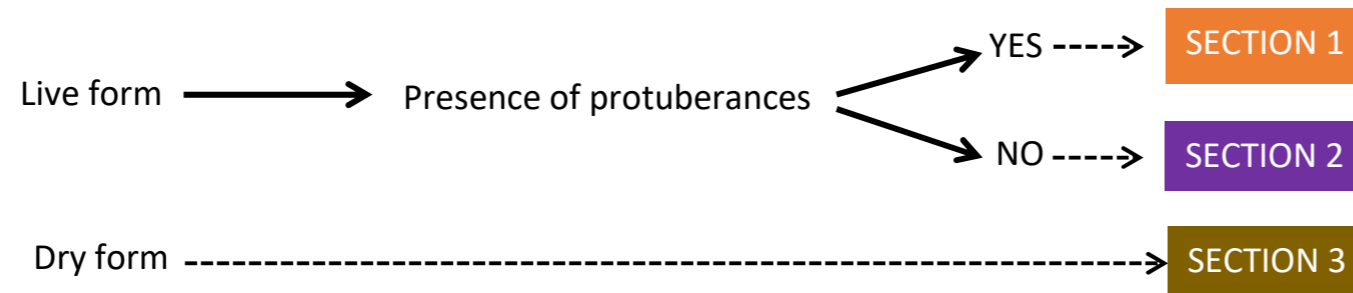 YES
SECTION 1
Live form
Presence of protuberances
NO
SECTION 2
Dry form
SECTION 3